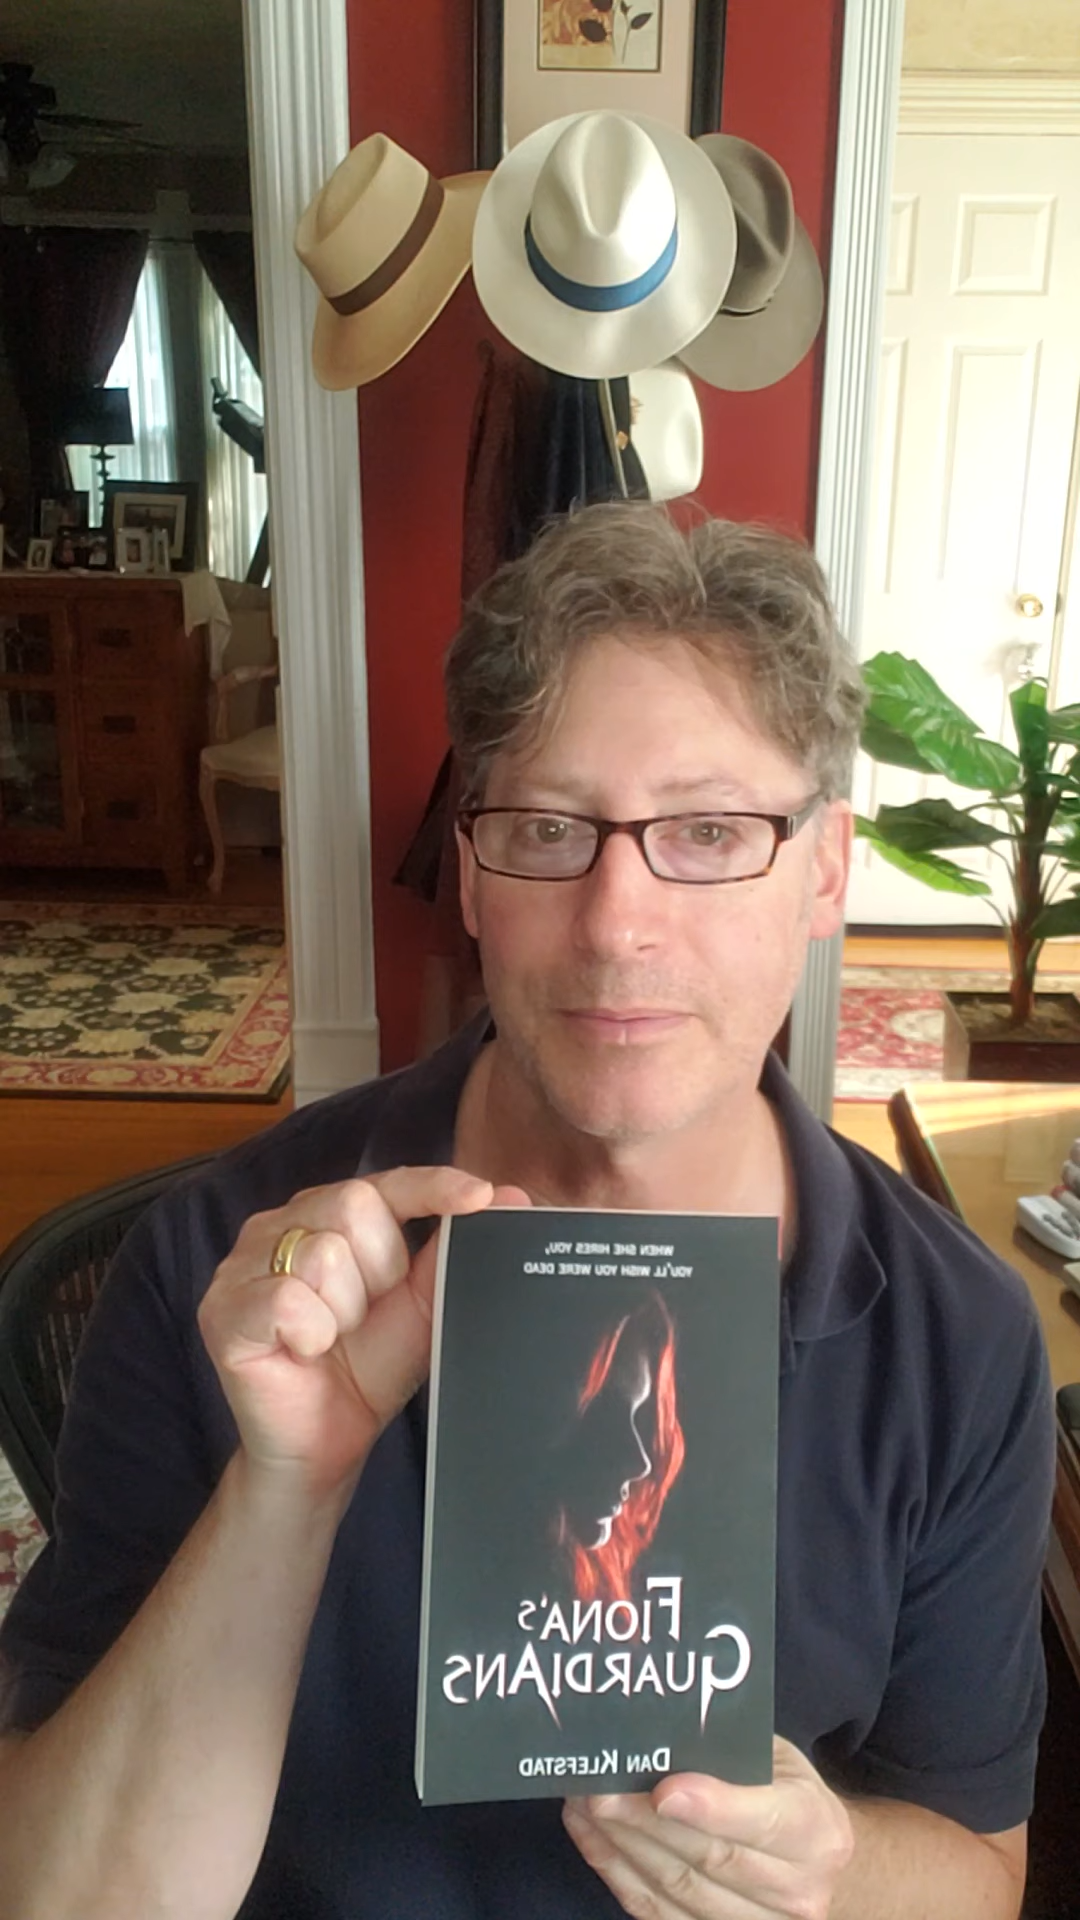 WHEN SHE HIRES YOU,
YOU'LL WISH YOU WERE DEAD
FIONA'S
GUARDIANS
DAN KLEFSTAD